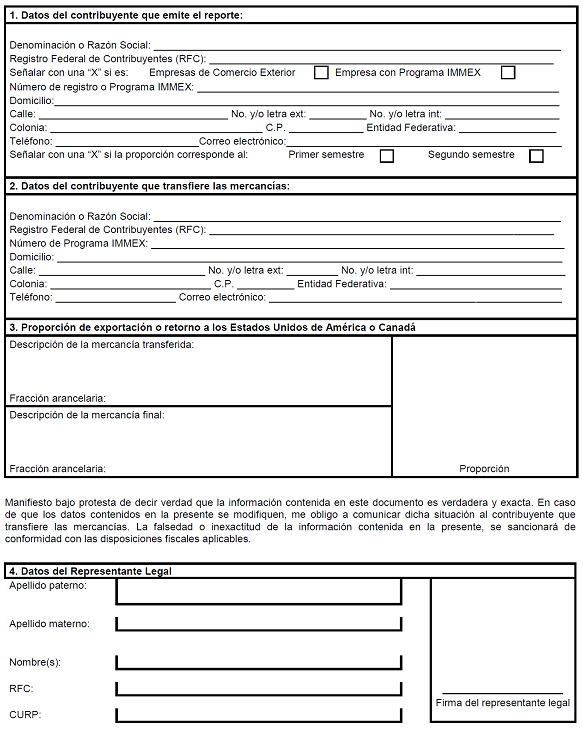 1. Datos del contribuyente que emite el reporte:
Denominación o Razón Social:
Registro Federal de Contribuyentes (RFC):
Señalar con una “X” si es: Empresas de Comercio Exterior Empresa con Programa IMMEX
Número de registro o Programa IMMEX:
Domicilio:
Calle: No. y/o letra ext: No. y/o letra int:
Colonia: C.P. Entidad Federativa:
Teléfono: Correo electrónico:
Señalar con una “X” si la proporción corresponde al: Primer semestre Segundo semestre
2. Datos del contribuyente que transfiere las mercancías:
Denominación o Razón Social:
Registro Federal de Contribuyentes (RFC):
Número de Programa IMMEX:
Domicilio:
Calle: No. y/o letra ext: No. y/o letra int:
Colonia: C.P. Entidad Federativa:
Teléfono: Correo electrónico:
3. Proporción de exportación o retorno a los Estados Unidos de América o Canadá
Descripción de la mercancía transferida:
Fracción arancelaria:
Descripción de la mercancía final:
Fracción arancelaria: Proporción
Manifiesto bajo protesta de decir verdad que la información contenida en este documento es verdadera y exacta. En caso
de que los datos contenidos en la presente se modifiquen, me obligo a comunicar dicha situación al contribuyente que
transfiere las mercancías. La falsedad o inexactitud de la información contenida en la presente, se sancionará de
conformidad con las disposiciones fiscales aplicables.
4. Datos del Representante Legal
Apellido paterno:
Apellido materno:
Nombre(s):
RFC:
Firma del representante legal
CURP: